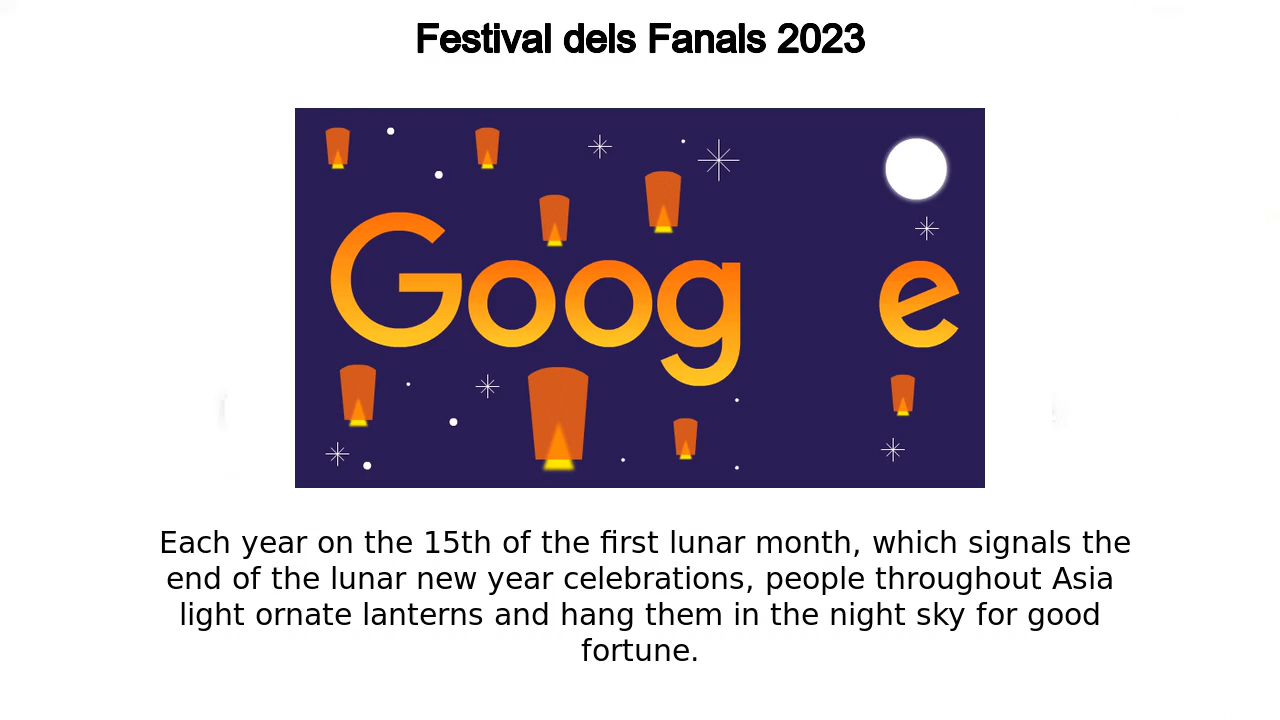 Festival dels Fanals 2023
Goog e
Each year on the 15th of the first lunar month, which signals the
end of the lunar new year celebrations, people throughout Asia
light ornate lanterns and hang them in the night sky for good
fortune.